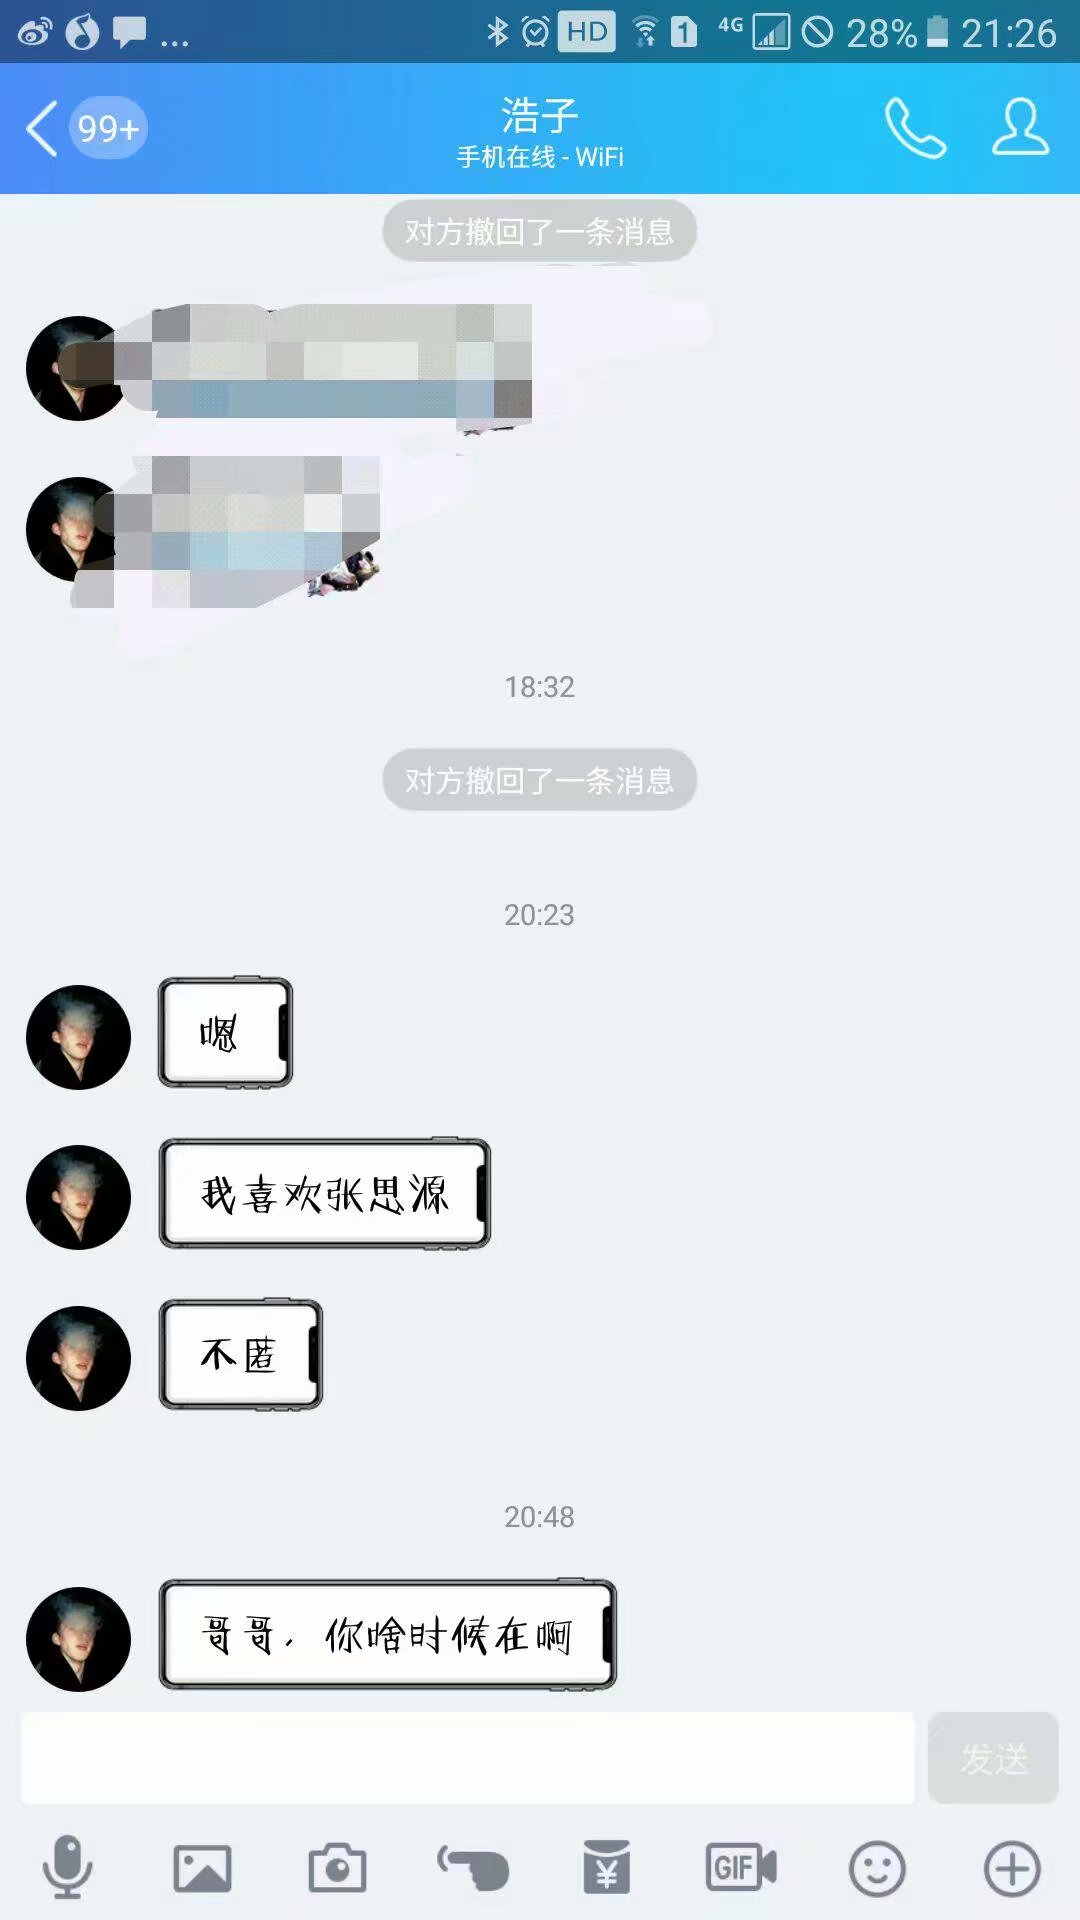 HD 1 4G 28% 21:26
99+
浩子
手机在线 - WiFi
对方撤回了一条消息
18:32
对方撤回了一条消息
20:23
嗯
我喜欢张思源
不匿
20:48
哥哥，你啥时候在啊
发送
¥
GIF